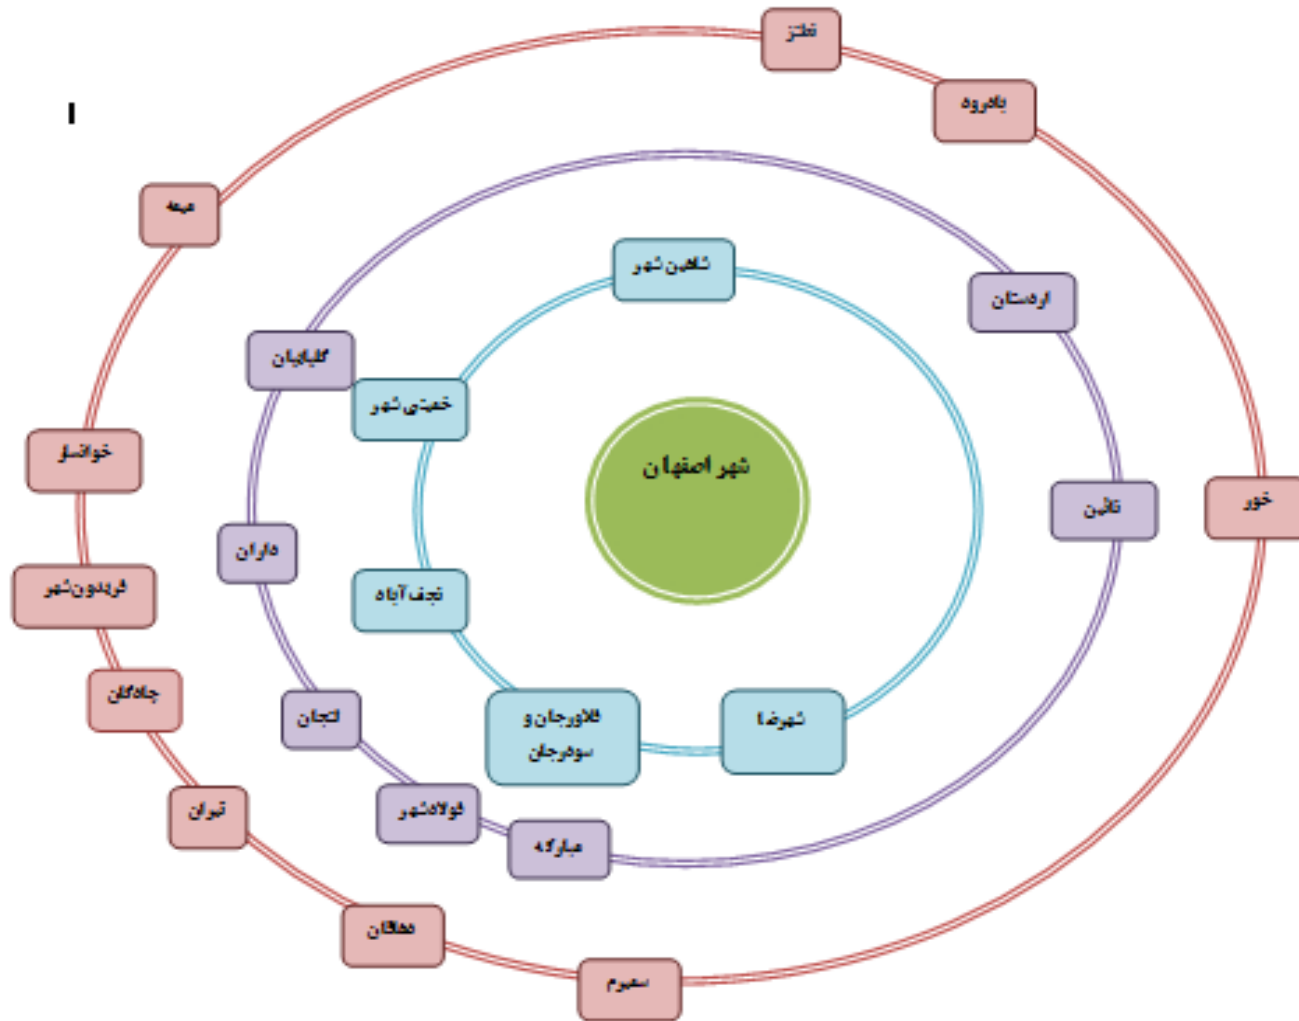 نطنز
بادرود
ا
میمه
شاهین شهر
اردستان
گلپایگان
خمینی شهر
شهر اصفهان
خوانسار
نائین
خور
داران
فریدون‌شهر
نجف آباد
چادگان
لنجان
فلاورجان و
سودرجان
شهرضا
تیران
فولادشهر
مبارکه
دهاقان
سمیرم